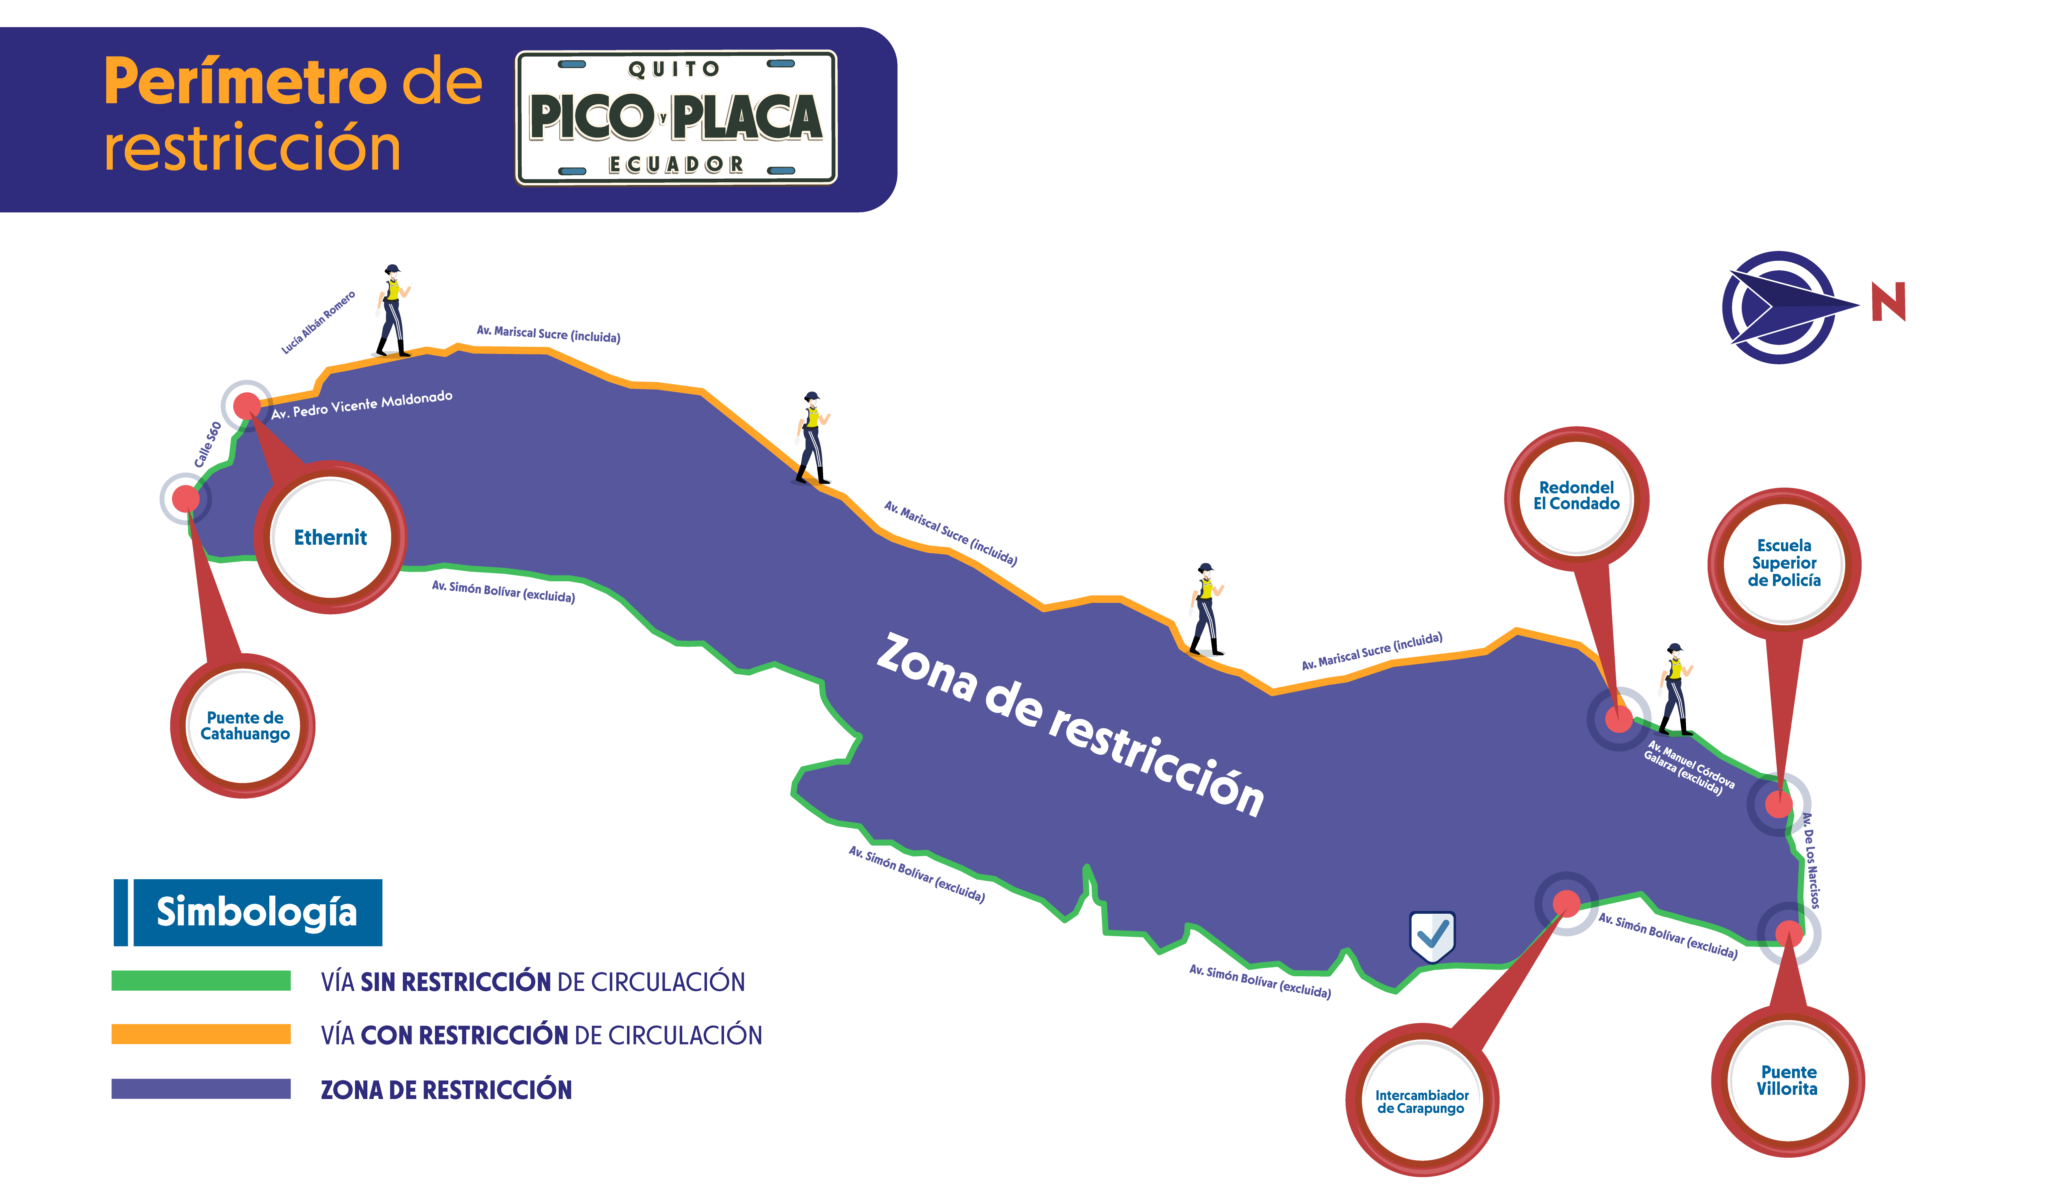 Perímetro de
restricción
QUITO
PICO Y PLACA
ECUADOR
N
Lucía Albán Romero
Av. Mariscal Sucre (incluida)
Av. Pedro Vicente Maldonado
Calle S60
Ethernit
Puente de
Catahuango
Av. Simón Bolívar (excluida)
Av. Mariscal Sucre (incluida)
Zona de restricción
Av. Mariscal Sucre (incluida)
Redondel
El Condado
Escuela
Superior
de Policía
Av. Manuel Córdova
Galarza (excluida)
Av. De Los Narcisos
Av. Simón Bolívar (excluida)
Av. Simón Bolívar (excluida)
Av. Simón Bolívar (excluida)
Intercambiador
de Carapungo
Puente
Villorita
Simbología
VÍA SIN RESTRICCIÓN DE CIRCULACIÓN
VÍA CON RESTRICCIÓN DE CIRCULACIÓN
ZONA DE RESTRICCIÓN